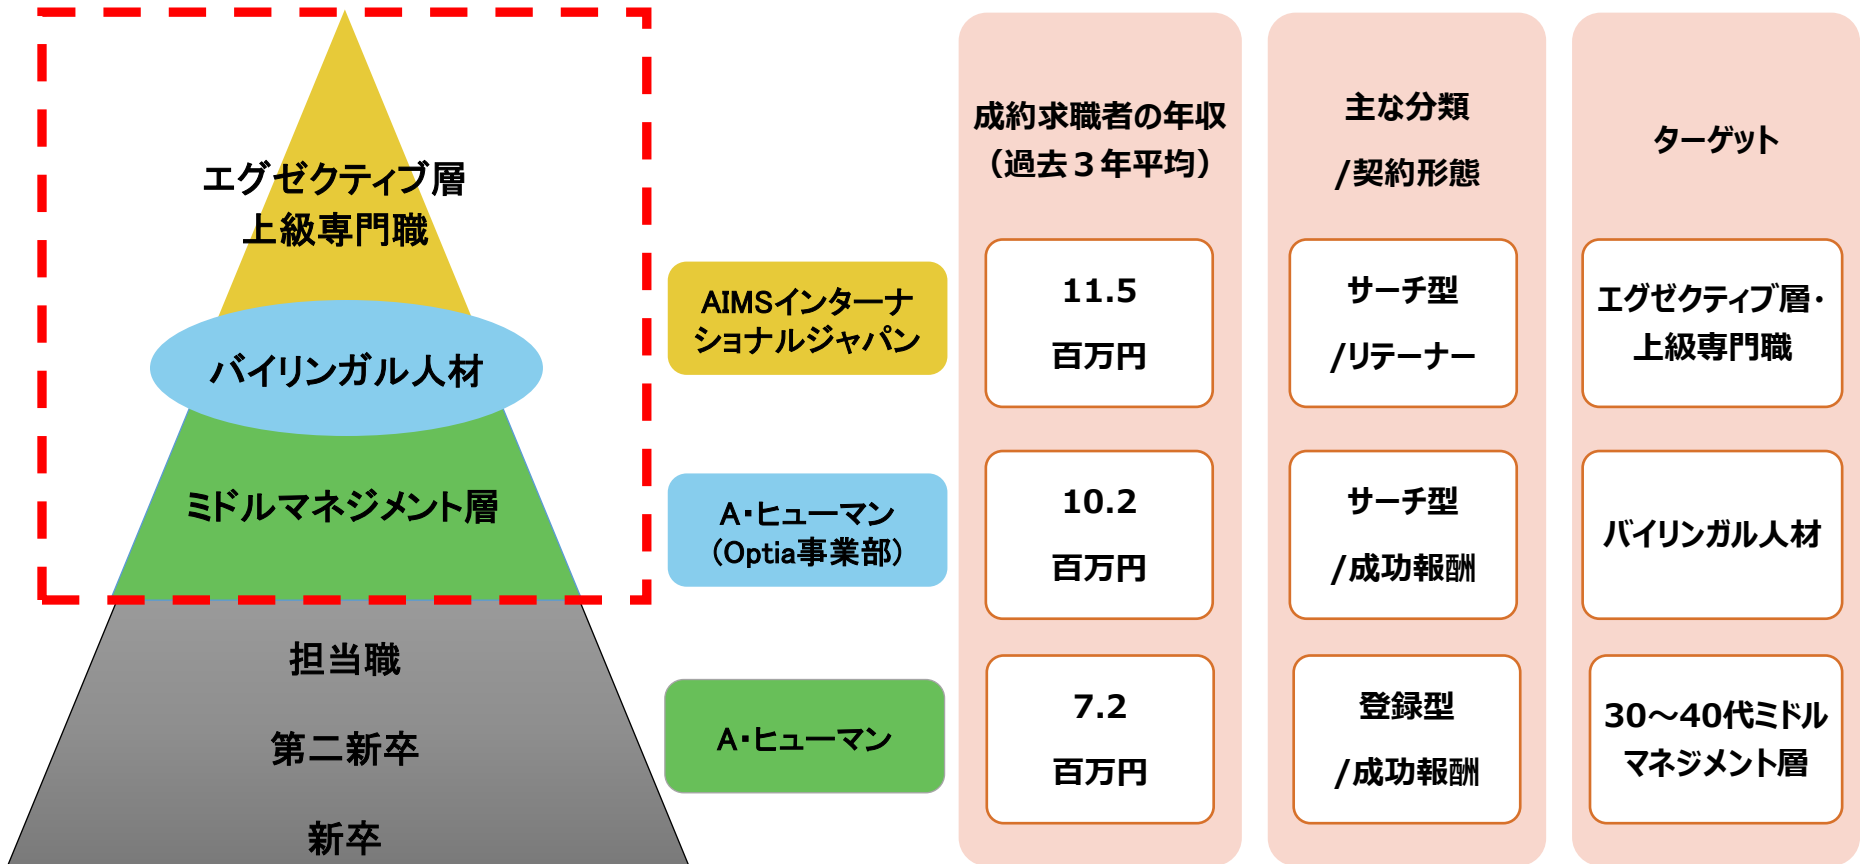 エグゼクティブ層
上級専門職
バイリンガル人材
ミドルマネジメント層
担当職
第二新卒
新卒
成約求職者の年収
（過去３年平均）
主な分類
/契約形態
ターゲット
AIMSインターナ
ショナルジャパン
11.5
百万円
サーチ型
/リテーナー
エグゼクティブ層・
上級専門職
A・ヒューマン
（Optia事業部）
10.2
百万円
サーチ型
/成功報酬
バイリンガル人材
A・ヒューマン
7.2
百万円
登録型
/成功報酬
30～40代ミドル
マネジメント層